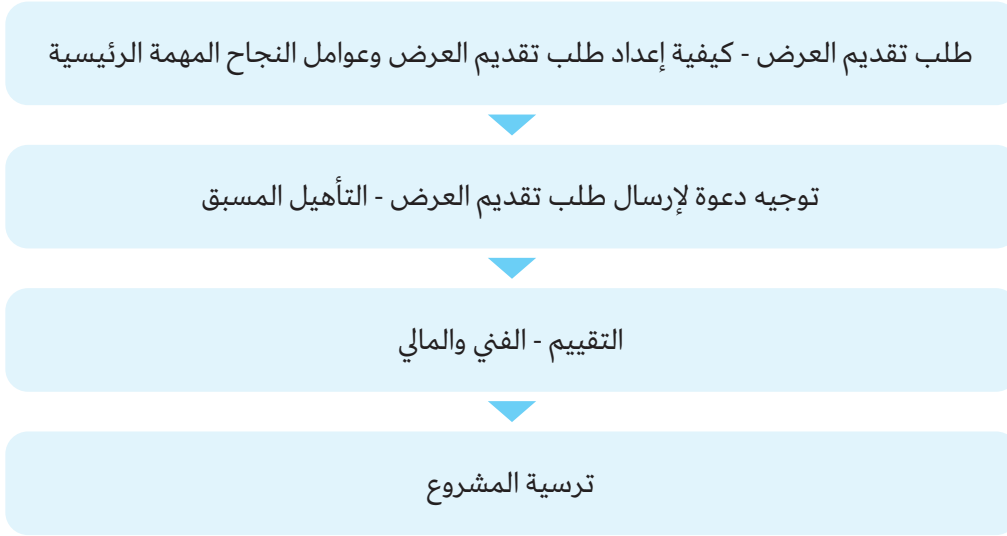 طلب تقديم العرض - كيفية إعداد طلب تقديم العرض وعوامل النجاح المهمة الرئيسية
توجيه دعوة لإرسال طلب تقديم العرض - التأهيل المسبق
التقييم - الفني والمالي
ترسية المشروع